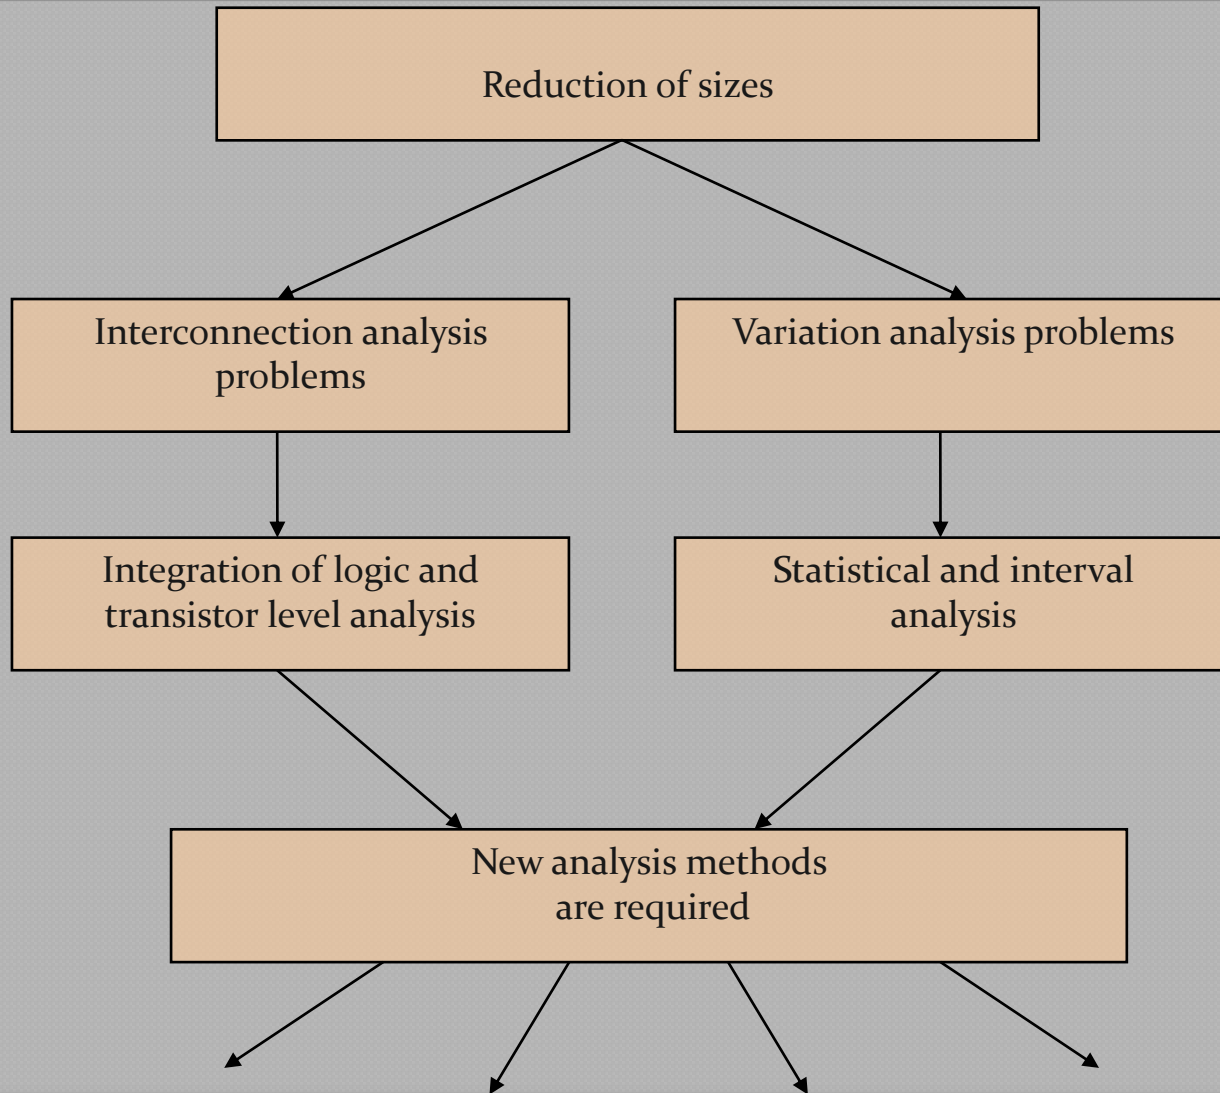 Reduction of sizes
Interconnection analysis
problems
Variation analysis problems
Integration of logic and
transistor level analysis
Statistical and interval
analysis
New analysis methods
are required